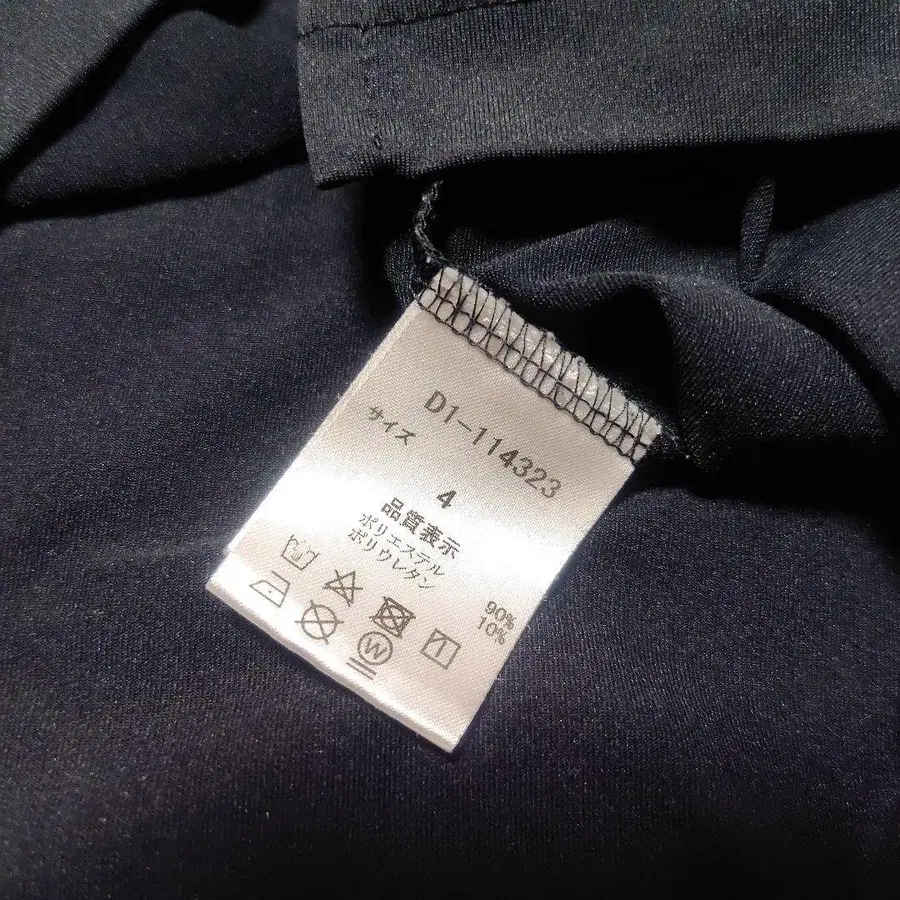 D1-114323
サイズ
4
品質表示
ポリエステル 90%
ポリウレタン 10%
W